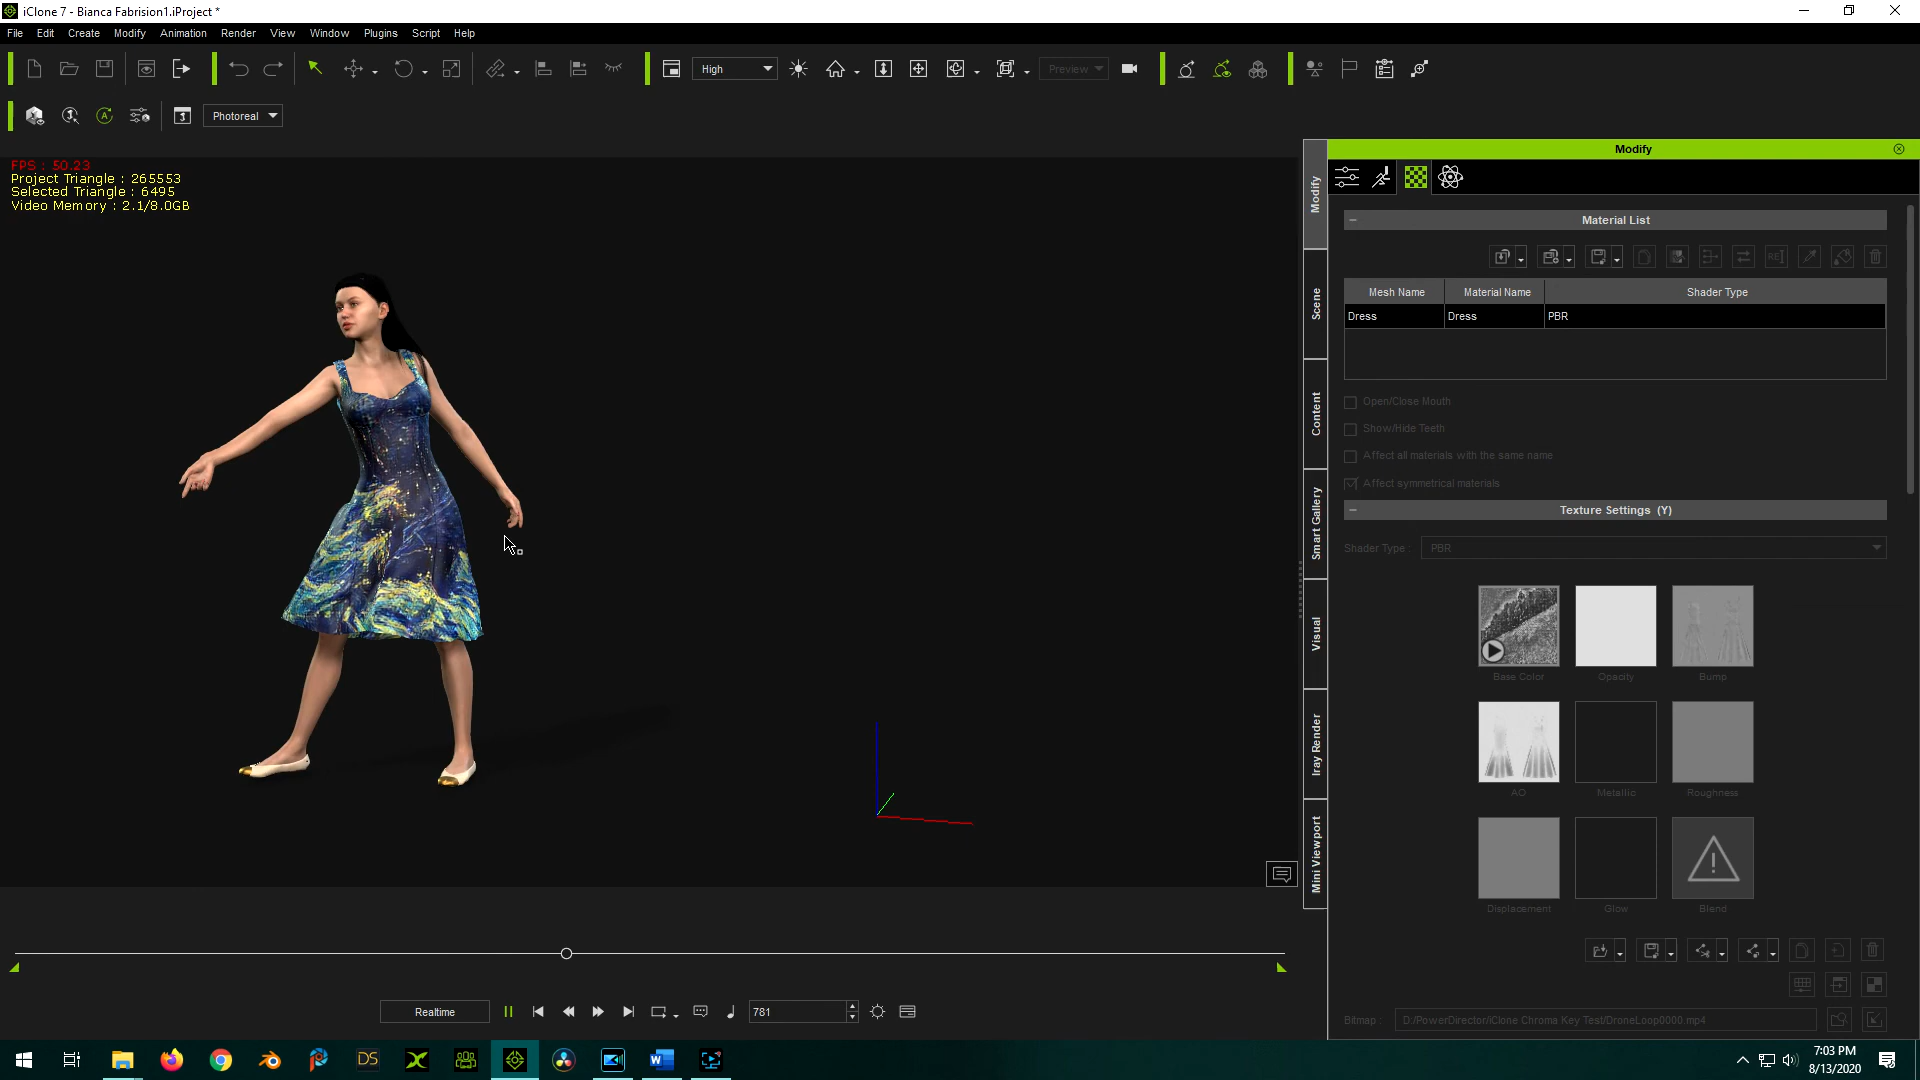 iClone 7 - Bianca Fabrision1.iProject *
File Edit Create Modify Animation Render View Window Plugins Script Help
High
Preview
Photoreal
FPS : 50.23
Project Triangle : 265553
Selected Triangle : 6495
Video Memory : 2.1/8.0GB
Modify
Scene
Content
Smart Gallery
Visual
Iray Render
Mini Viewport
Modify
Material List
Mesh Name Material Name Shader Type
Dress Dress PBR
Open/Close Mouth
Show/Hide Teeth
Affect all materials with the same name
Affect symmetrical materials
Texture Settings (Y)
Shader Type : PBR
Base Color Opacity Bump
AO Metallic Roughness
Displacement Glow Blend
Bitmap : D:/PowerDirector/iClone Chroma Key Test/DroneLoop0000.mp4
Realtime
781
7:03 PM
8/13/2020